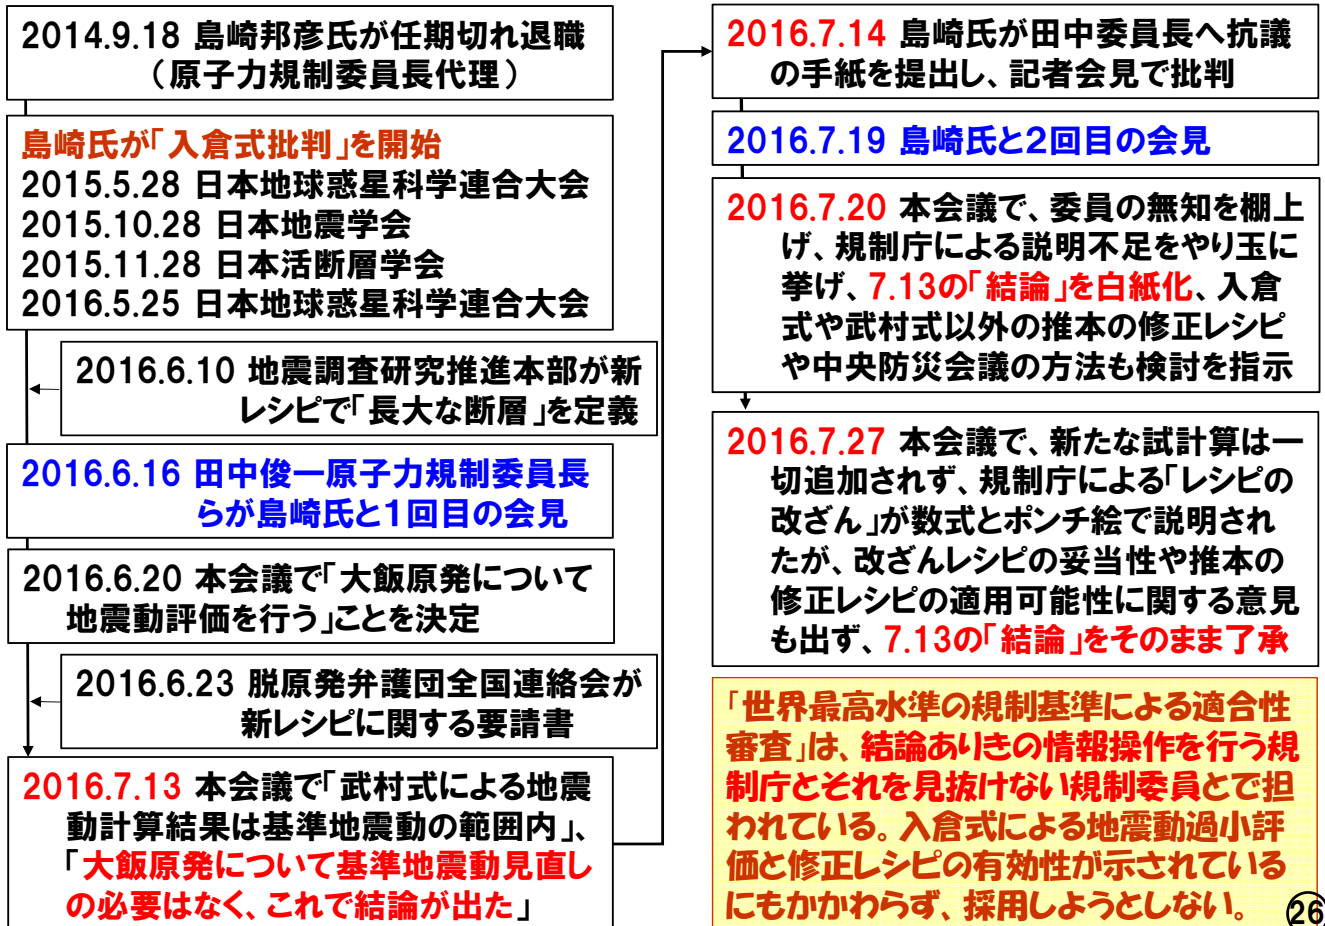 2014.9.18 島崎邦彦氏が任期切れ退職
（原子力規制委員長代理）
島崎氏が「入倉式批判」を開始
2015.5.28 日本地球惑星科学連合大会
2015.10.28 日本地震学会
2015.11.28 日本活断層学会
2016.5.25 日本地球惑星科学連合大会
2016.6.10 地震調査研究推進本部が新
レシピで「長大な断層」を定義
2016.6.16 田中俊一原子力規制委員長
らが島崎氏と1回目の会見
2016.6.20 本会議で「大飯原発について
地震動評価を行う」ことを決定
2016.6.23 脱原発弁護団全国連絡会が
新レシピに関する要請書
2016.7.13 本会議で「武村式による地震
動計算結果は基準地震動の範囲内」、
「大飯原発について基準地震動見直し
の必要はなく、これで結論が出た」
2016.7.14 島崎氏が田中委員長へ抗議
の手紙を提出し、記者会見で批判
2016.7.19 島崎氏と2回目の会見
2016.7.20 本会議で、委員の無知を棚上
げ、規制庁による説明不足をやり玉に
挙げ、7.13の「結論」を白紙化、入倉
式や武村式以外の推本の修正レシピ
や中央防災会議の方法も検討を指示
2016.7.27 本会議で、新たな試計算は一
切追加されず、規制庁による「レシピの
改ざん」が数式とポンチ絵で説明され
たが、改ざんレシピの妥当性や推本の
修正レシピの適用可能性に関する意見
も出ず、7.13の「結論」をそのまま了承
「世界最高水準の規制基準による適合性
審査」は、結論ありきの情報操作を行う規
制庁とそれを見抜けない規制委員とで担
われている。入倉式による地震動過小評
価と修正レシピの有効性が示されている
にもかかわらず、採用しようとしない。
26